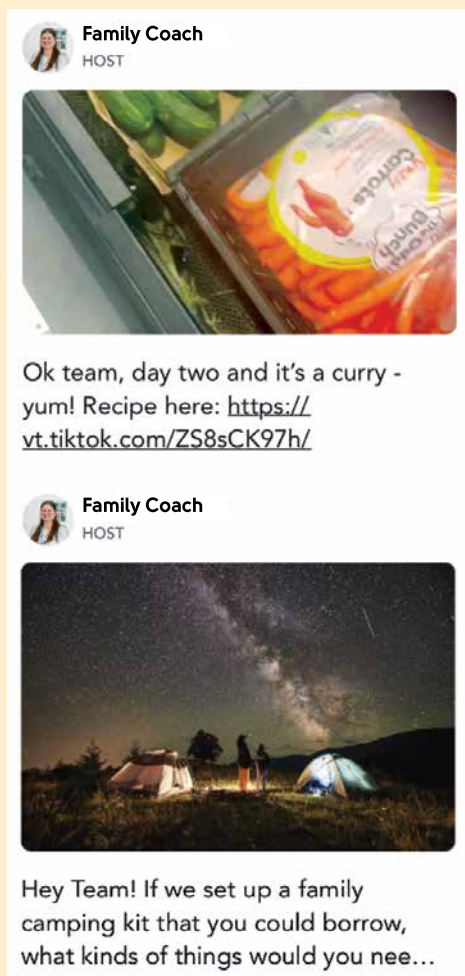 Family Coach
HOST
Carrots
Bunch
Ok team, day two and it's a curry -
yum! Recipe here: https://
vt.tiktok.com/ZS8sCK97h/
Family Coach
HOST
Hey Team! If we set up a family
camping kit that you could borrow,
what kinds of things would you nee...